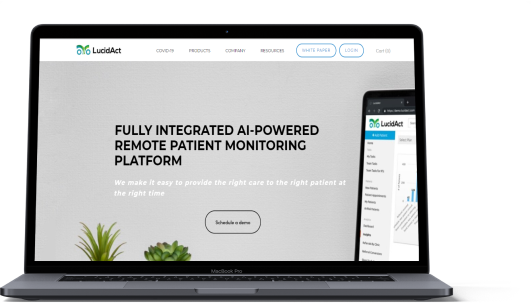 LucidAct
COVID19 PRODUCTS COMPANY RESOURCES WHITE PAPER LOGIN Cart (0)
FULLY INTEGRATED AI-POWERED
REMOTE PATIENT MONITORING
PLATFORM
We make it easy to provide the right care to the right patient at
the right time
Schedule a demo
LucidAct
MacBook Pro